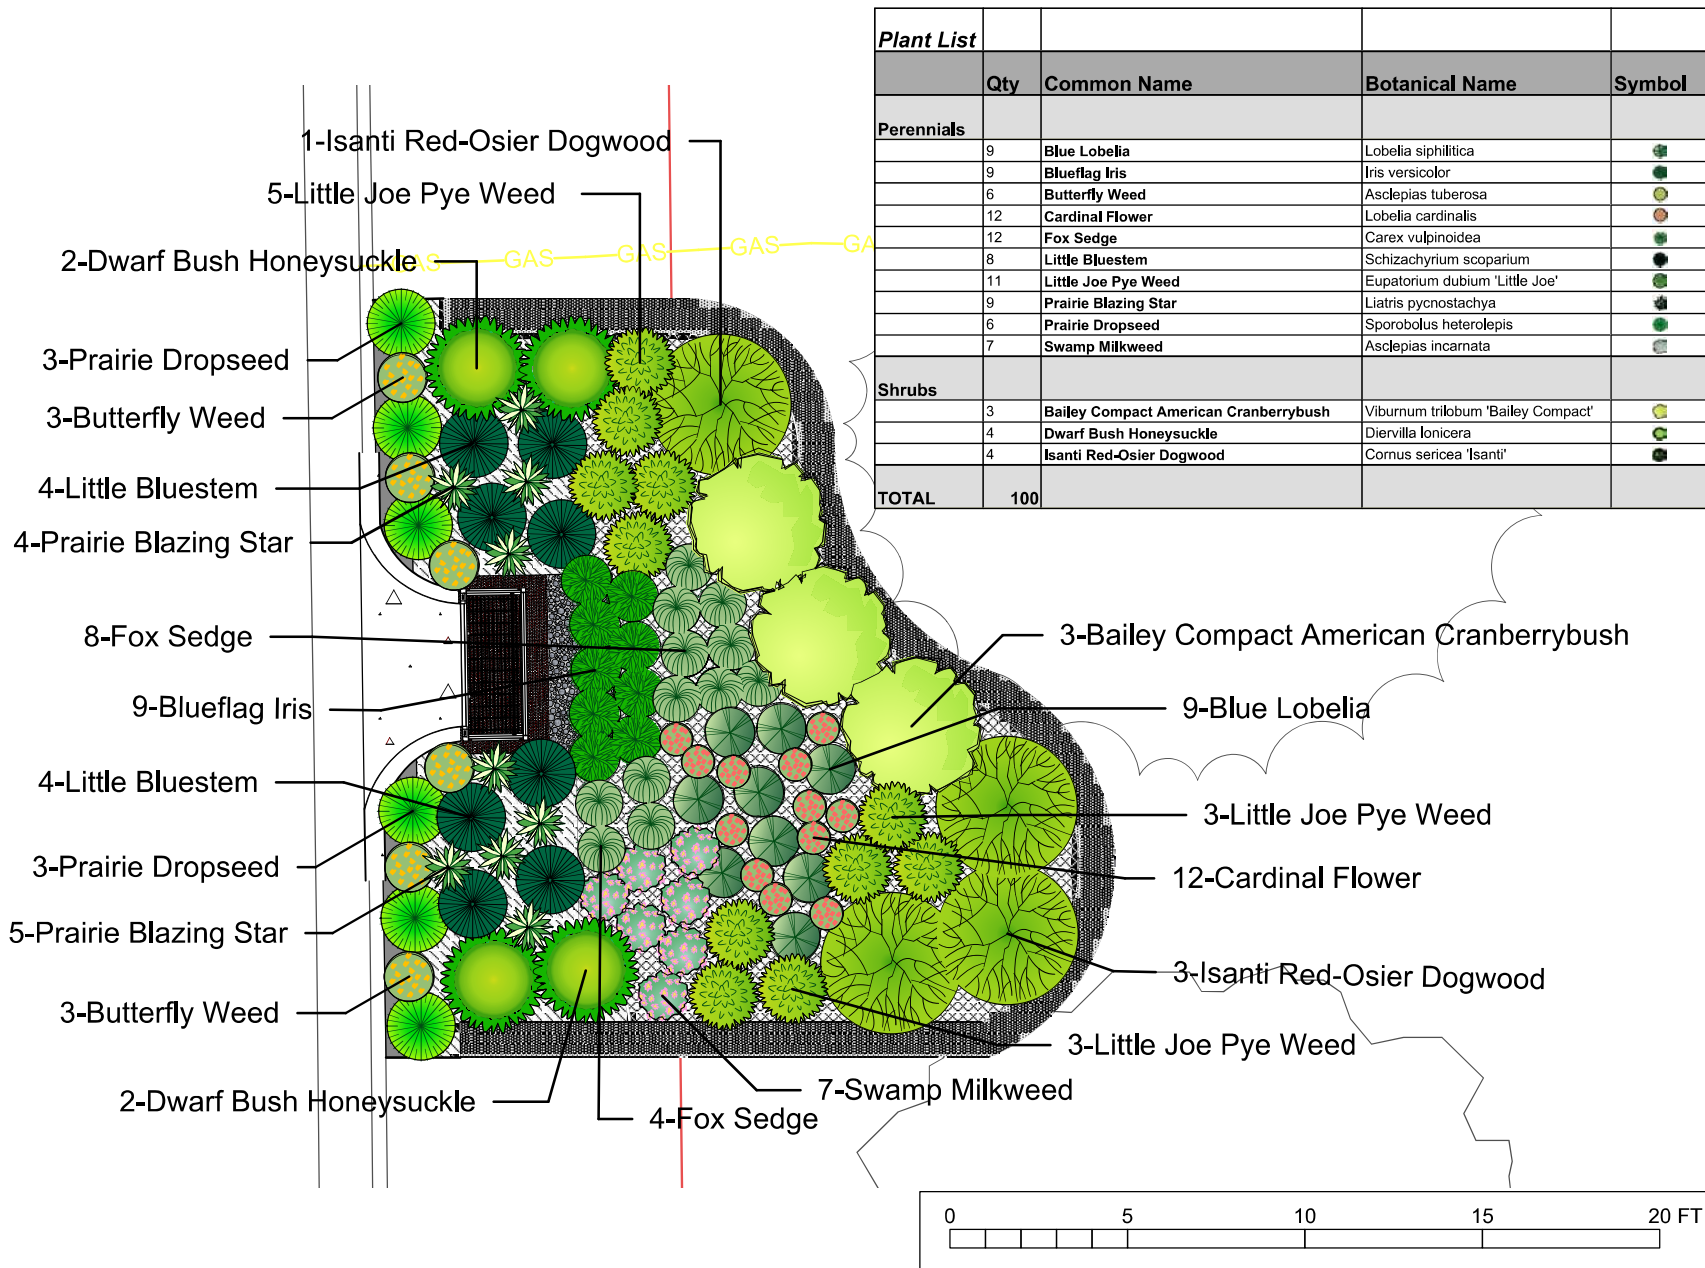 Plant List
Qty Common Name Botanical Name Symbol
Perennials
9 Blue Lobelia Lobelia siphilitica
9 Blueflag Iris Iris versicolor
6 Butterfly Weed Asclepias tuberosa
12 Cardinal Flower Lobelia cardinalis
12 Fox Sedge Carex vulpinoidea
8 Little Bluestem Schizachyrium scoparium
11 Little Joe Pye Weed Eupatorium dubium 'Little Joe'
9 Prairie Blazing Star Liatris pycnostachya
6 Prairie Dropseed Sporobolus heterolepis
7 Swamp Milkweed Asclepias incarnata
Shrubs
3 Bailey Compact American Cranberrybush Viburnum trilobum 'Bailey Compact'
4 Dwarf Bush Honeysuckle Diervilla lonicera
4 Isanti Red-Osier Dogwood Cornus sericea 'Isanti'
TOTAL 100
1-Isanti Red-Osier Dogwood
5-Little Joe Pye Weed
GAS GAS GAS GAS GA
2-Dwarf Bush Honeysuckle
3-Prairie Dropseed
3-Butterfly Weed
4-Little Bluestem
4-Prairie Blazing Star
8-Fox Sedge
9-Blueflag Iris
4-Little Bluestem
3-Prairie Dropseed
5-Prairie Blazing Star
3-Butterfly Weed
2-Dwarf Bush Honeysuckle
3-Bailey Compact American Cranberrybush
9-Blue Lobelia
3-Little Joe Pye Weed
12-Cardinal Flower
3-Isanti Red-Osier Dogwood
3-Little Joe Pye Weed
7-Swamp Milkweed
4-Fox Sedge
0 5 10 15 20 FT